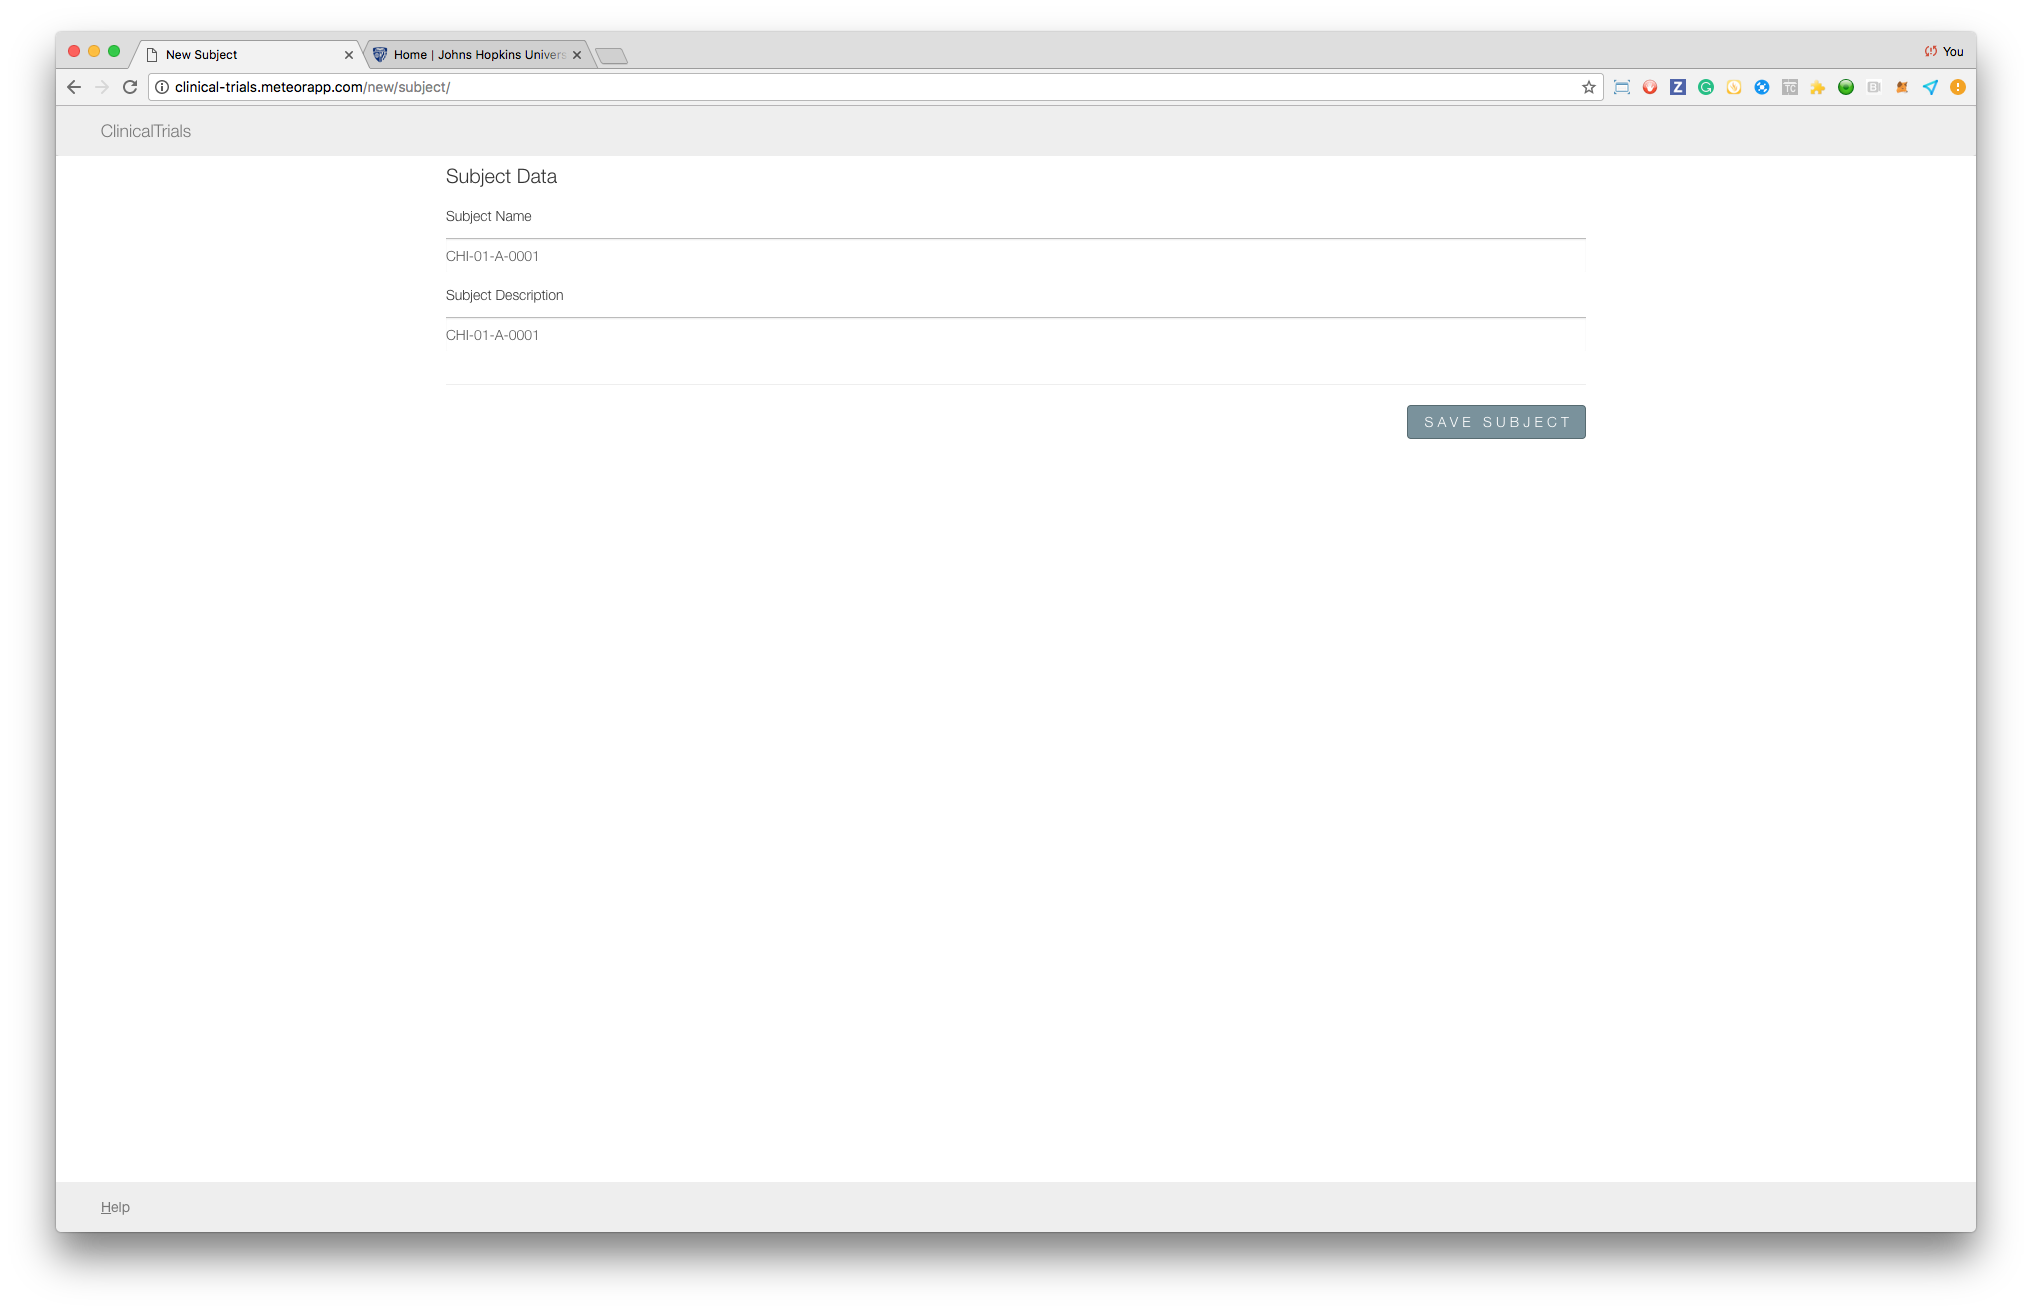 New Subject
Home | Johns Hopkins Univers
You
clinical-trials.meteorapp.com/new/subject/
ClinicalTrials
Subject Data
Subject Name
CHI-01-A-0001
Subject Description
CHI-01-A-0001
SAVE SUBJECT
Help